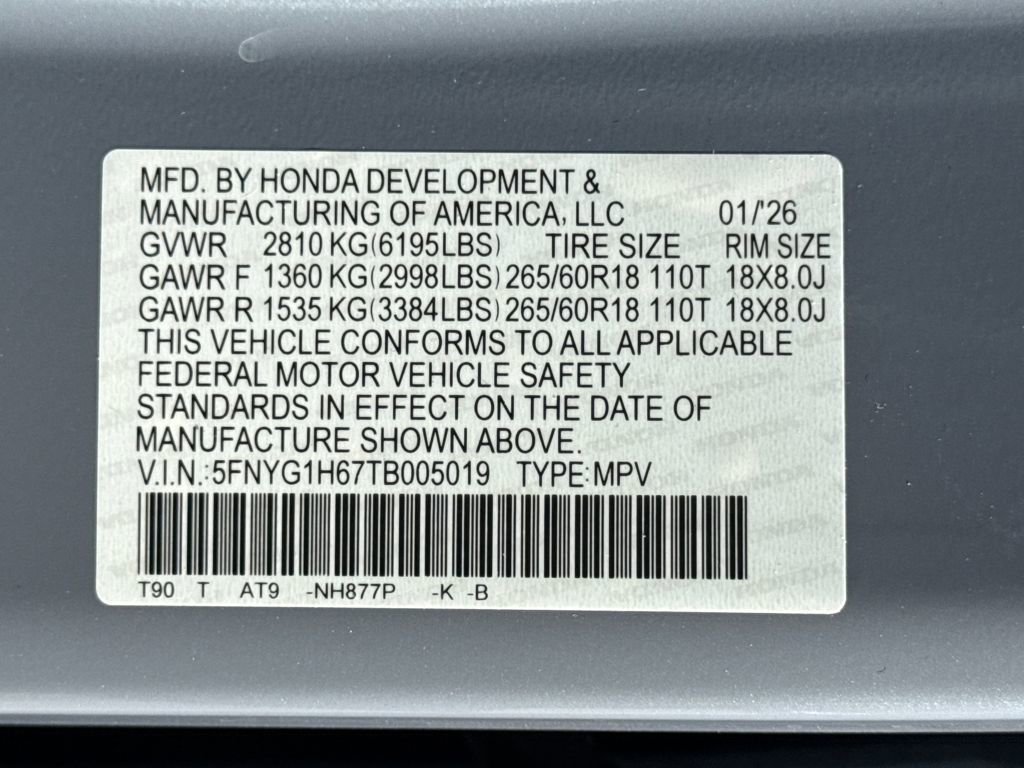 MFD. BY HONDA DEVELOPMENT &
MANUFACTURING OF AMERICA, LLC 01/'26
GVWR 2810 KG(6195LBS) TIRE SIZE RIM SIZE
GAWR F 1360 KG(2998LBS) 265/60R18 110T 18X8.0J
GAWR R 1535 KG(3384LBS) 265/60R18 110T 18X8.0J
THIS VEHICLE CONFORMS TO ALL APPLICABLE
FEDERAL MOTOR VEHICLE SAFETY
STANDARDS IN EFFECT ON THE DATE OF
MANUFACTURE SHOWN ABOVE.
V.I.N.:5FNYG1H67TB005019 TYPE:MPV
T90 T AT9 -NH877P -K -B